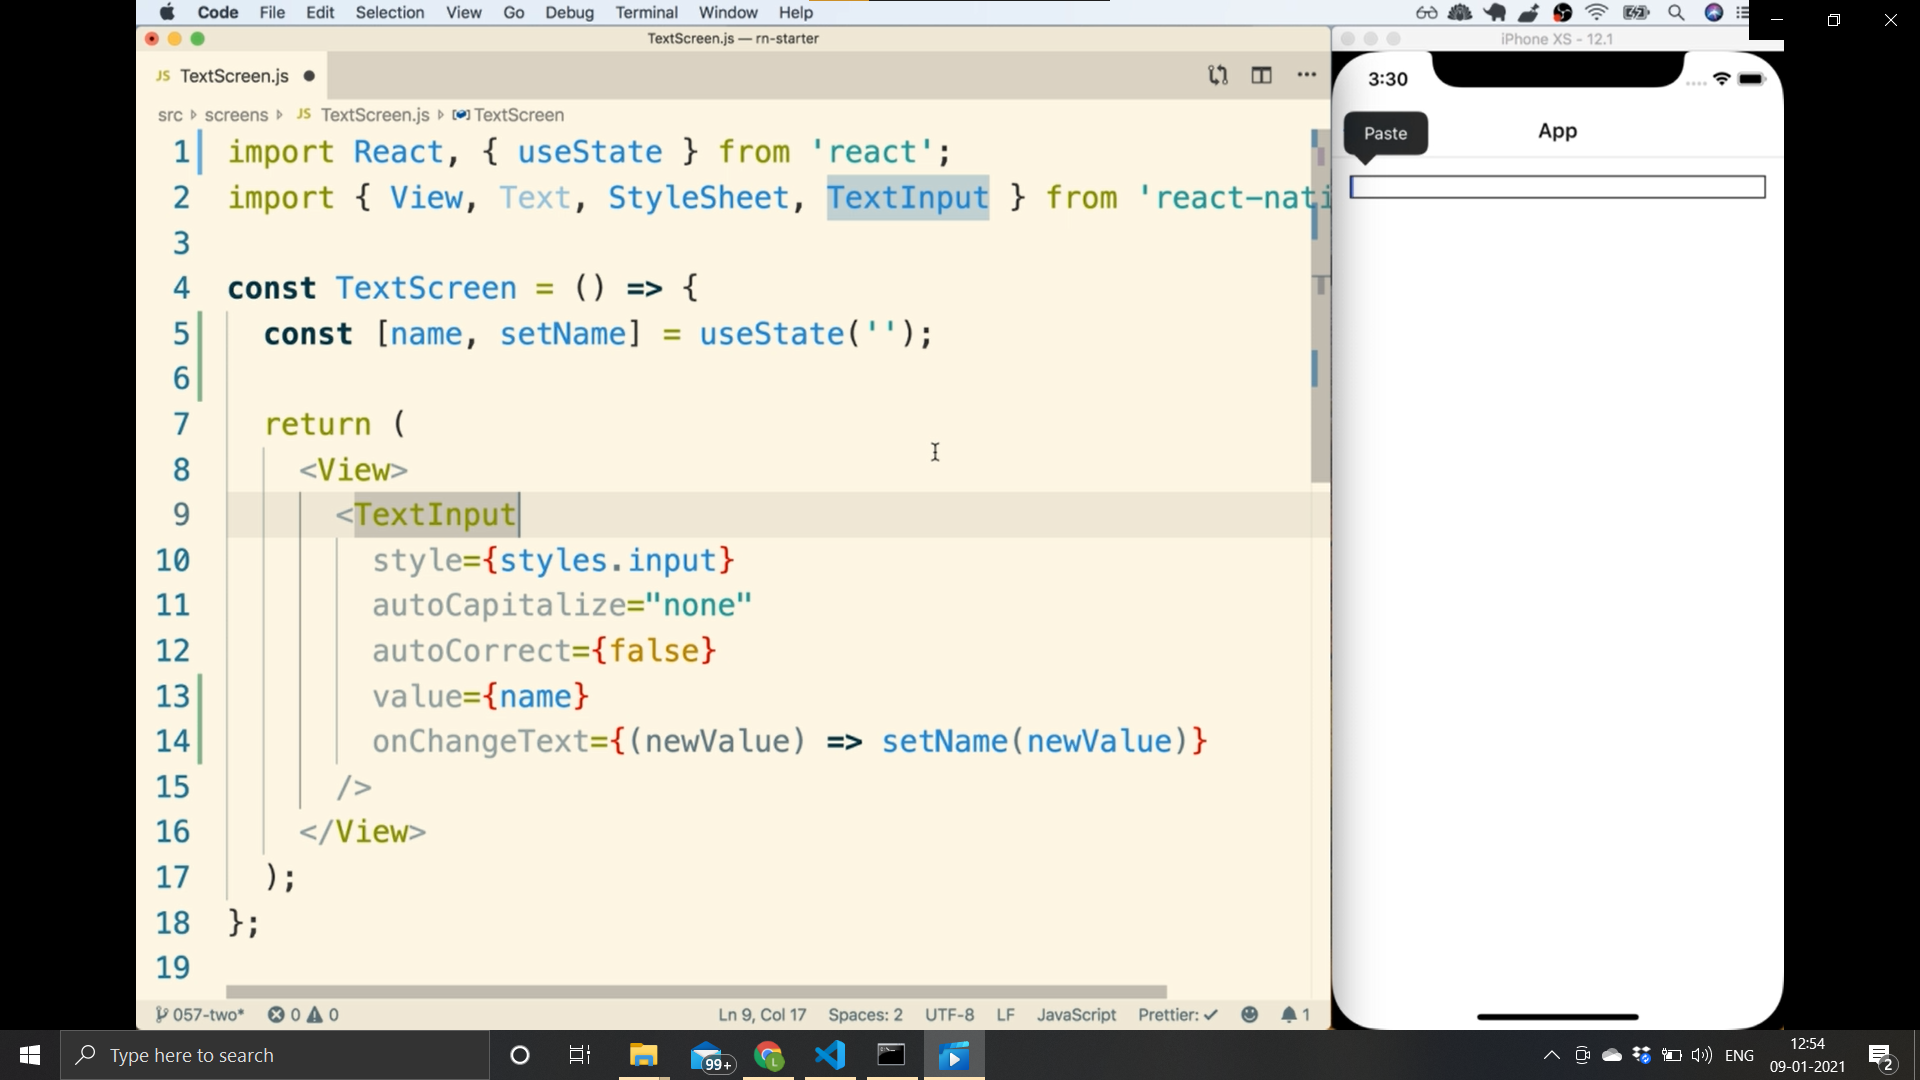 Code File Edit Selection View Go Debug Terminal Window Help
TextScreen.js — rn-starter
iPhone XS - 12.1
JS TextScreen.js
3:30
src screens JS TextScreen.js TextScreen
Paste
App
1 import React, { useState } from 'react';
2 import { View, Text, StyleSheet, TextInput } from 'react-nati
3
4 const TextScreen = () => {
5 const [name, setName] = useState('');
6
7 return (
8 <View>
9 <TextInput
10 style={styles.input}
11 autoCapitalize="none"
12 autoCorrect={false}
13 value={name}
14 onChangeText={(newValue) => setName(newValue)}
15 />
16 </View>
17 );
18 };
19
057-two* 0 0 Ln 9, Col 17 Spaces: 2 UTF-8 LF JavaScript Prettier: ✓ 1
Type here to search
99+
L
ENG
12:54
09-01-2021
2